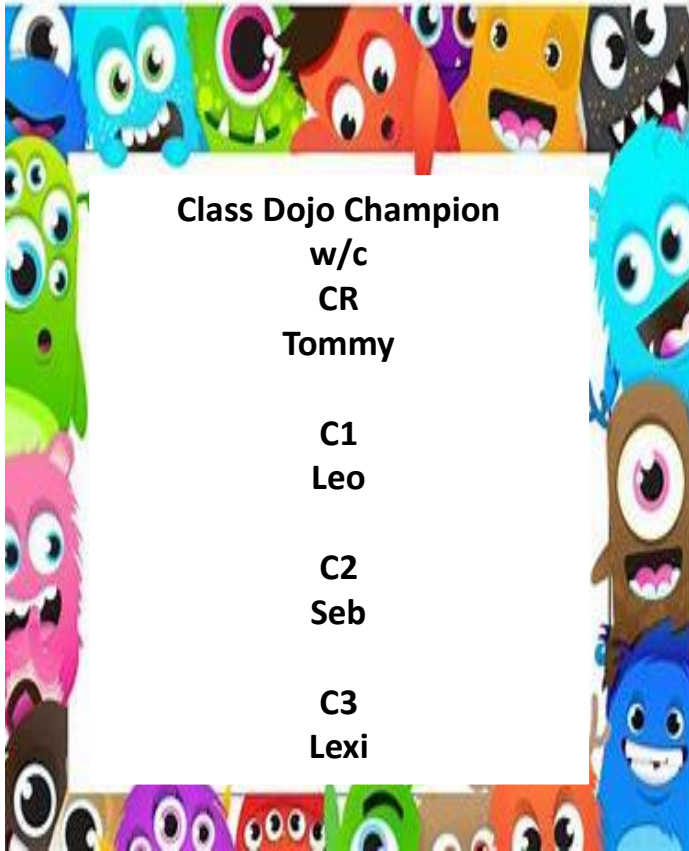 Class Dojo Champion
w/c
CR
Tommy
C1
Leo
C2
Seb
C3
Lexi